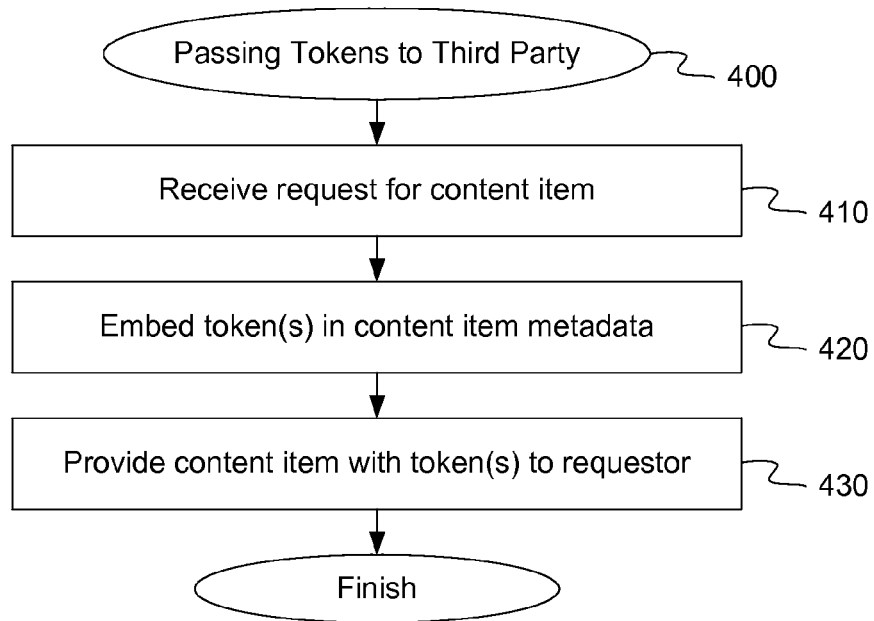 Passing Tokens to Third Party
400
Receive request for content item
410
Embed token(s) in content item metadata
420
Provide content item with token(s) to requestor
430
Finish